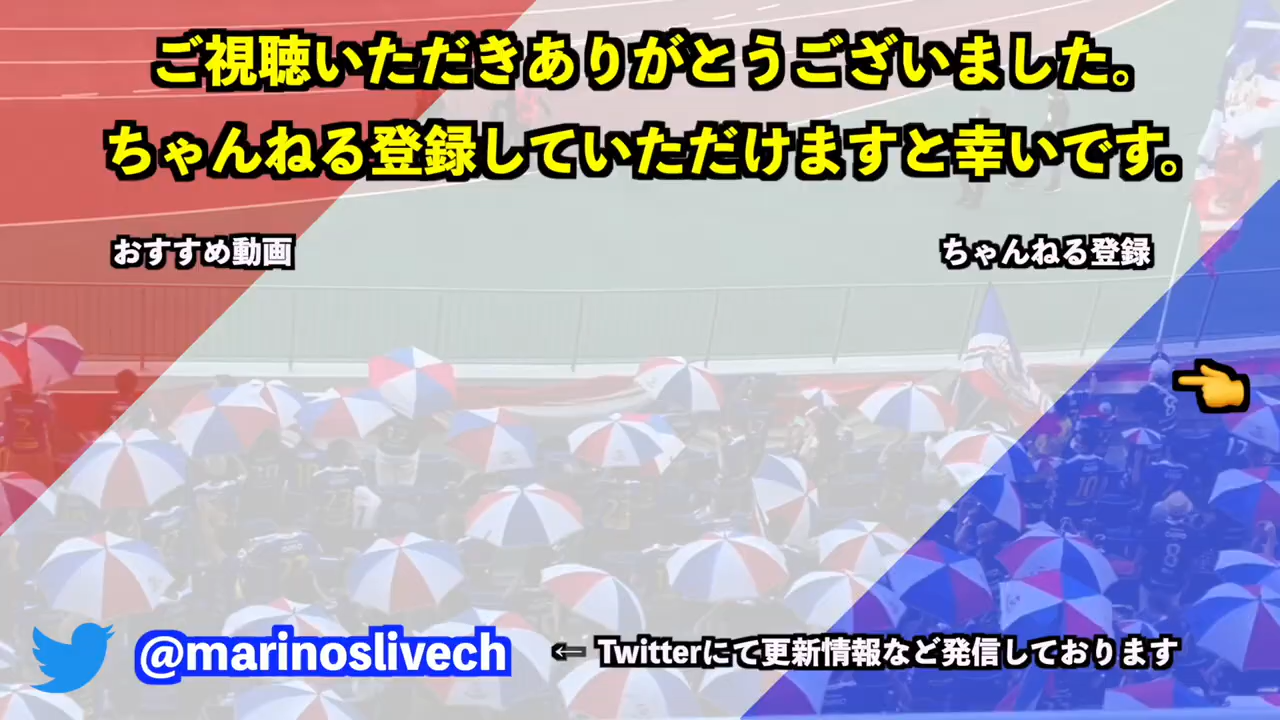 ご視聴いただきありがとうございました。
ちゃんねる登録していただけますと幸いです。
おすすめ動画
ちゃんねる登録
@marinoslivech
← Twitterにて更新情報など発信しております